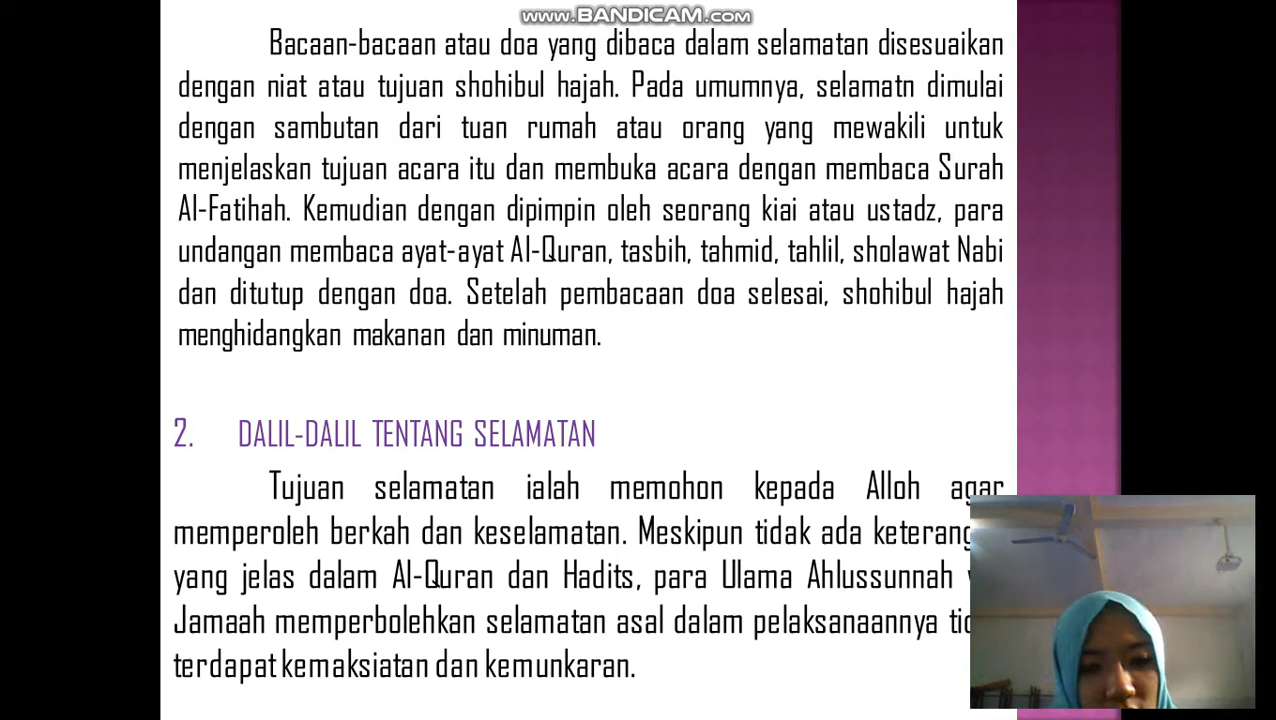 www.BANDICAM.com
Bacaan-bacaan atau doa yang dibaca dalam selamatan disesuaikan
dengan niat atau tujuan shohibul hajah. Pada umumnya, selamatn dimulai
dengan sambutan dari tuan rumah atau orang yang mewakili untuk
menjelaskan tujuan acara itu dan membuka acara dengan membaca Surah
Al-Fatihah. Kemudian dengan dipimpin oleh seorang kiai atau ustadz, para
undangan membaca ayat-ayat Al-Quran, tasbih, tahmid, tahlil, sholawat Nabi
dan ditutup dengan doa. Setelah pembacaan doa selesai, shohibul hajah
menghidangkan makanan dan minuman.
2. DALIL-DALIL TENTANG SELAMATAN
Tujuan selamatan ialah memohon kepada Alloh agar
memperoleh berkah dan keselamatan. Meskipun tidak ada
yang jelas dalam Al-Quran dan Hadits, para Ulama Ahlussunnah
Jamaah memperbolehkan selamatan asal dalam pelaksanaannya
terdapat kemaksiatan dan kemunkaran.